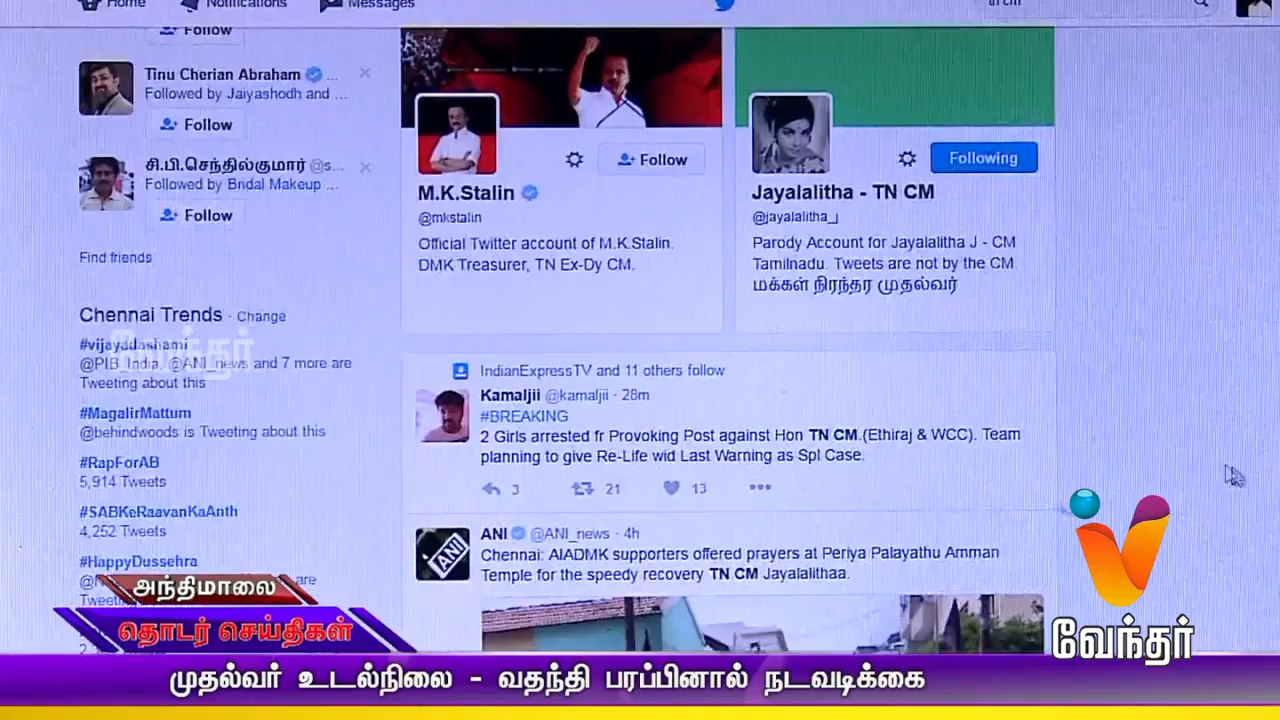 Home Notifications Messages
Follow
Tinu Cherian Abraham ...
Followed by Jaiyashodh and ...
Follow
சி.பி.செந்தில்குமார் @s...
Followed by Bridal Makeup ...
Follow
Find friends
Chennai Trends · Change
#vijayadashami
@PIB_India, @ANI_news and 7 more are
Tweeting about this
#MagalirMattum
@behindwoods is Tweeting about this
#RapForAB
5,914 Tweets
#SABKeRaavanKaAnth
4,252 Tweets
#HappyDussehra
are
Follow
M.K.Stalin
@mkstalin
Official Twitter account of M.K.Stalin.
DMK Treasurer, TN Ex-Dy CM.
Following
Jayalalitha - TN CM
@jayalalitha_j
Parody Account for Jayalalitha J - CM
Tamilnadu. Tweets are not by the CM.
மக்கள் நிரந்தர முதல்வர்
IndianExpressTV and 11 others follow
Kamaljii @kamaljii · 28m
#BREAKING
2 Girls arrested fr Provoking Post against Hon TN CM.(Ethiraj & WCC). Team
planning to give Re-Life wid Last Warning as Spl Case.
3 21 13
ANI @ANI_news · 4h
Chennai: AIADMK supporters offered prayers at Periya Palayathu Amman
Temple for the speedy recovery TN CM Jayalalithaa.
ANI
வேந்தர்
அந்திமாலை
தொடர் செய்திகள்
வேந்தர்
முதல்வர் உடல்நிலை - வதந்தி பரப்பினால் நடவடிக்கை